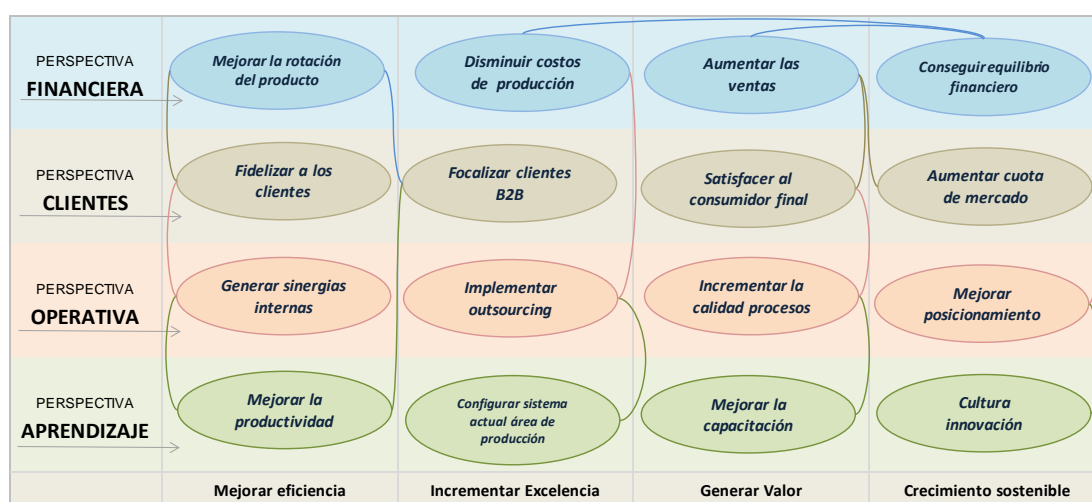 PERSPECTIVA
FINANCIERA
Mejorar la rotación
del producto
Disminuir costos
de producción
Aumentar las
ventas
Conseguir equilibrio
financiero
PERSPECTIVA
CLIENTES
Fidelizar a los
clientes
Focalizar clientes
B2B
Satisfacer al
consumidor final
Aumentar cuota
de mercado
PERSPECTIVA
OPERATIVA
Generar sinergias
internas
Implementar
outsourcing
Incrementar la
calidad procesos
Mejorar
posicionamiento
PERSPECTIVA
APRENDIZAJE
Mejorar la
productividad
Configurar sistema
actual área de
producción
Mejorar la
capacitación
Cultura
innovación
Mejorar eficiencia
Incrementar Excelencia
Generar Valor
Crecimiento sostenible